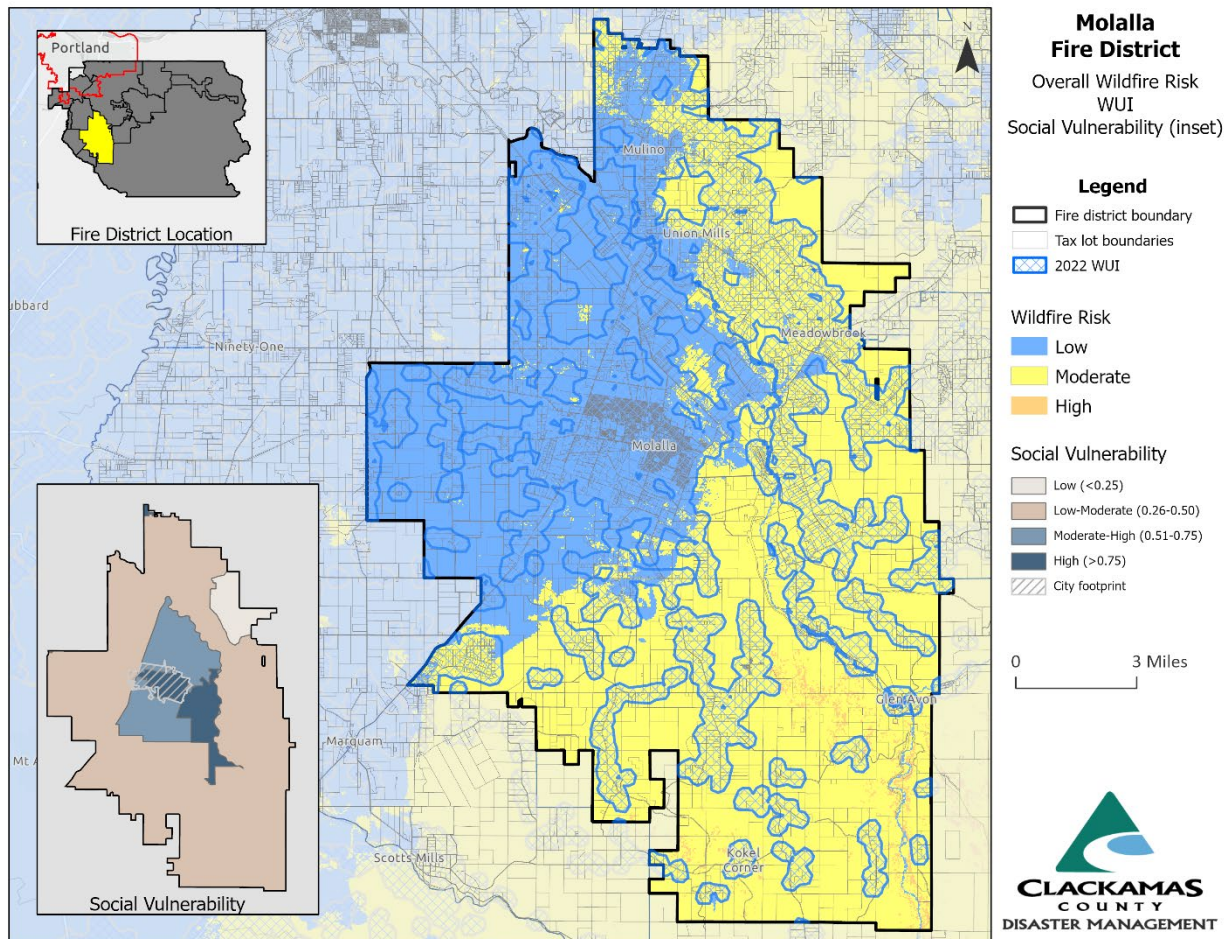 Portland
Fire District Location
N
Mulino
Union Mills
Meadowbrook
Ninety-One
Molalla
Glen Avon
Marquam
Scotts Mills
Kokel
Corner
Social Vulnerability
Molalla
Fire District
Overall Wildfire Risk
WUI
Social Vulnerability (inset)
Legend
Fire district boundary
Tax lot boundaries
2022 WUI
Wildfire Risk
Low
Moderate
High
Social Vulnerability
Low (<0.25)
Low-Moderate (0.26-0.50)
Moderate-High (0.51-0.75)
High (>0.75)
City footprint
0 3 Miles
CLACKAMAS
COUNTY
DISASTER MANAGEMENT